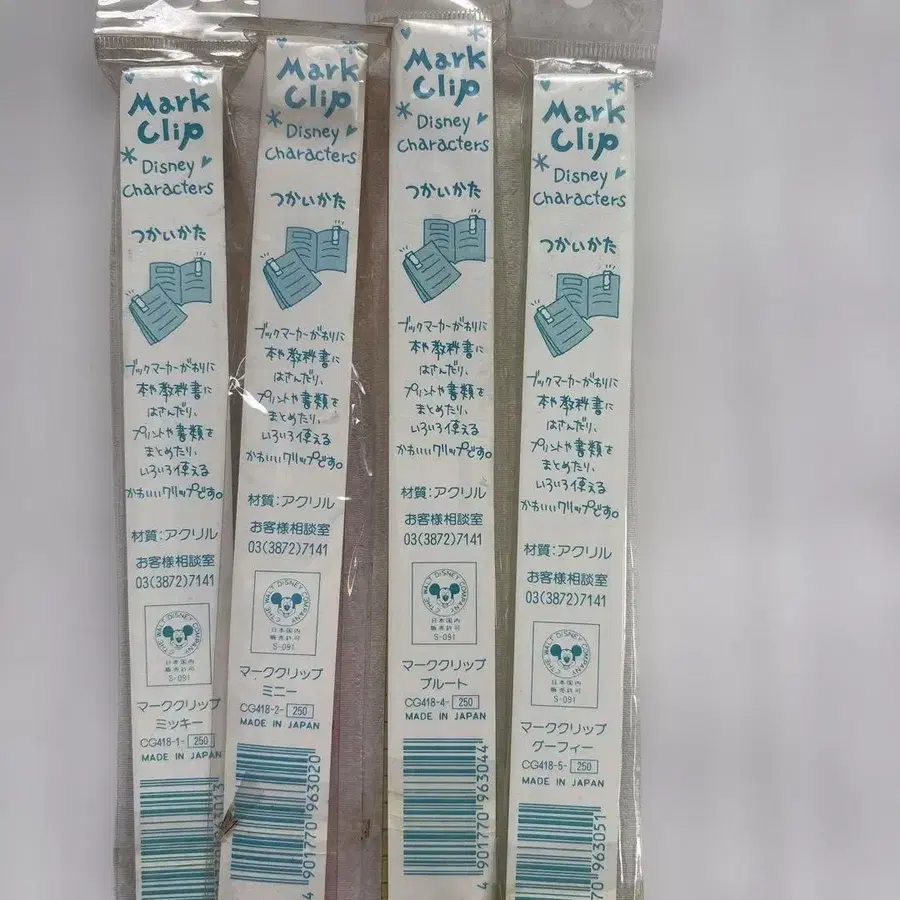 Mark
Clip
Disney
Characters
つかいかた
ブックマーカーがわりに
本や教科書に
はさんだり、
プリントや書類を
まとめたり、
いろいろ使える
かわいいクリップです。
材質:アクリル
お客様相談室
03(3872)7141
© THE WALT DISNEY COMPANY
日本国内
販売許可
S-091
マーククリップ
ミッキー
CG418-1-250
MADE IN JAPAN
Mark
Clip
Disney
Characters
つかいかた
ブックマーカーがわりに
本や教科書に
はさんだり、
プリントや書類を
まとめたり、
いろいろ使える
かわいいクリップです。
材質:アクリル
お客様相談室
03(3872)7141
© THE WALT DISNEY COMPANY
日本国内
販売許可
S-091
マーククリップ
ミニー
CG418-2-250
MADE IN JAPAN
4 901770 963020
Mark
Clip
Disney
Characters
つかいかた
ブックマーカーがわりに
本や教科書に
はさんだり、
プリントや書類を
まとめたり、
いろいろ使える
かわいいクリップです。
材質:アクリル
お客様相談室
03(3872)7141
© THE WALT DISNEY COMPANY
日本国内
販売許可
S-091
マーククリップ
プルート
CG418-4-250
MADE IN JAPAN
4 901770 963044
Mark
Clip
Disney
Characters
つかいかた
ブックマーカーがわりに
本や教科書に
はさんだり、
プリントや書類を
まとめたり、
いろいろ使える
かわいいクリップです。
材質:アクリル
お客様相談室
03(3872)7141
© THE WALT DISNEY COMPANY
日本国内
販売許可
S-091
マーククリップ
グーフィー
CG418-5-250
MADE IN JAPAN
70 963051